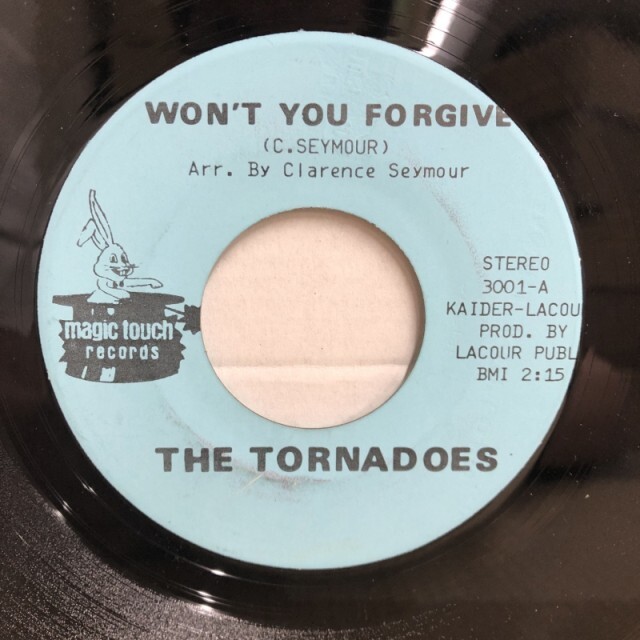 WON'T YOU FORGIVE
(C.SEYMOUR)
Arr. By Clarence Seymour
magic touch
records
STEREO
3001-A
KAIDER-LACOU
PROD. BY
LACOUR PUBL
BMI 2:15
THE TORNADOES